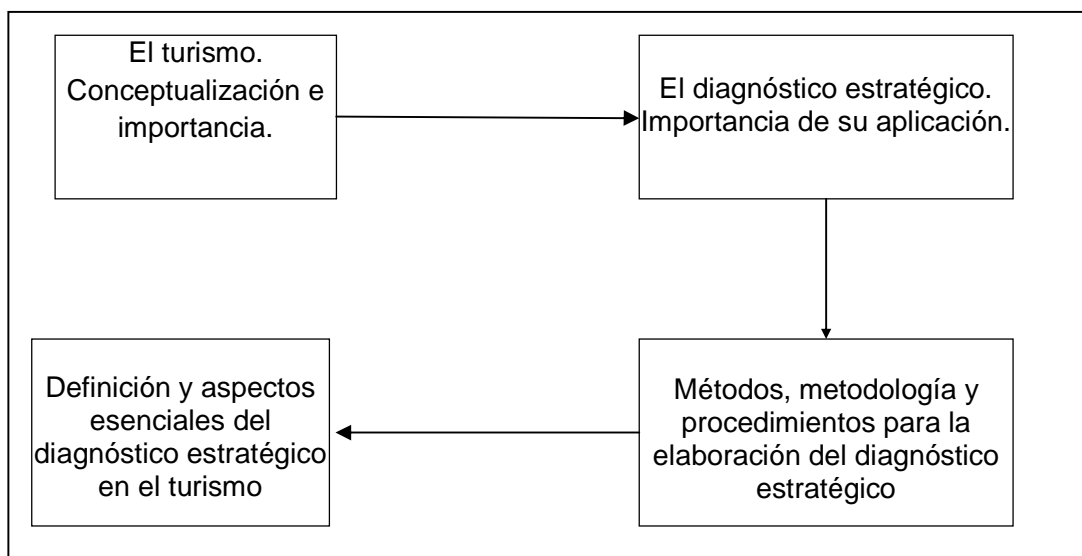 El turismo.
Conceptualización e
importancia.
El diagnóstico estratégico.
Importancia de su aplicación.
Métodos, metodología y
procedimientos para la
elaboración del diagnóstico
estratégico
Definición y aspectos
esenciales del
diagnóstico estratégico
en el turismo